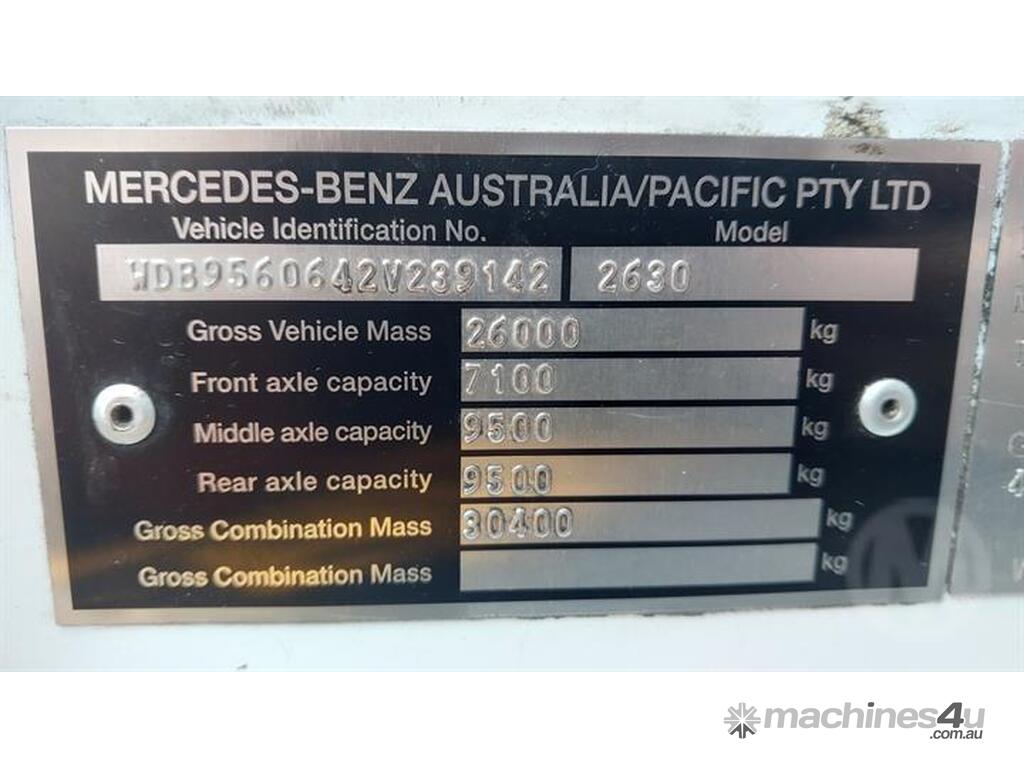 MERCEDES-BENZ AUSTRALIA/PACIFIC PTY LTD
Vehicle Identification No. Model
WDB9560642V239142 2630
Gross Vehicle Mass 26000 kg
Front axle capacity 7100 kg
Middle axle capacity 9500 kg
Rear axle capacity 9500 kg
Gross Combination Mass 30400 kg
Gross Combination Mass kg
machines4u
.com.au